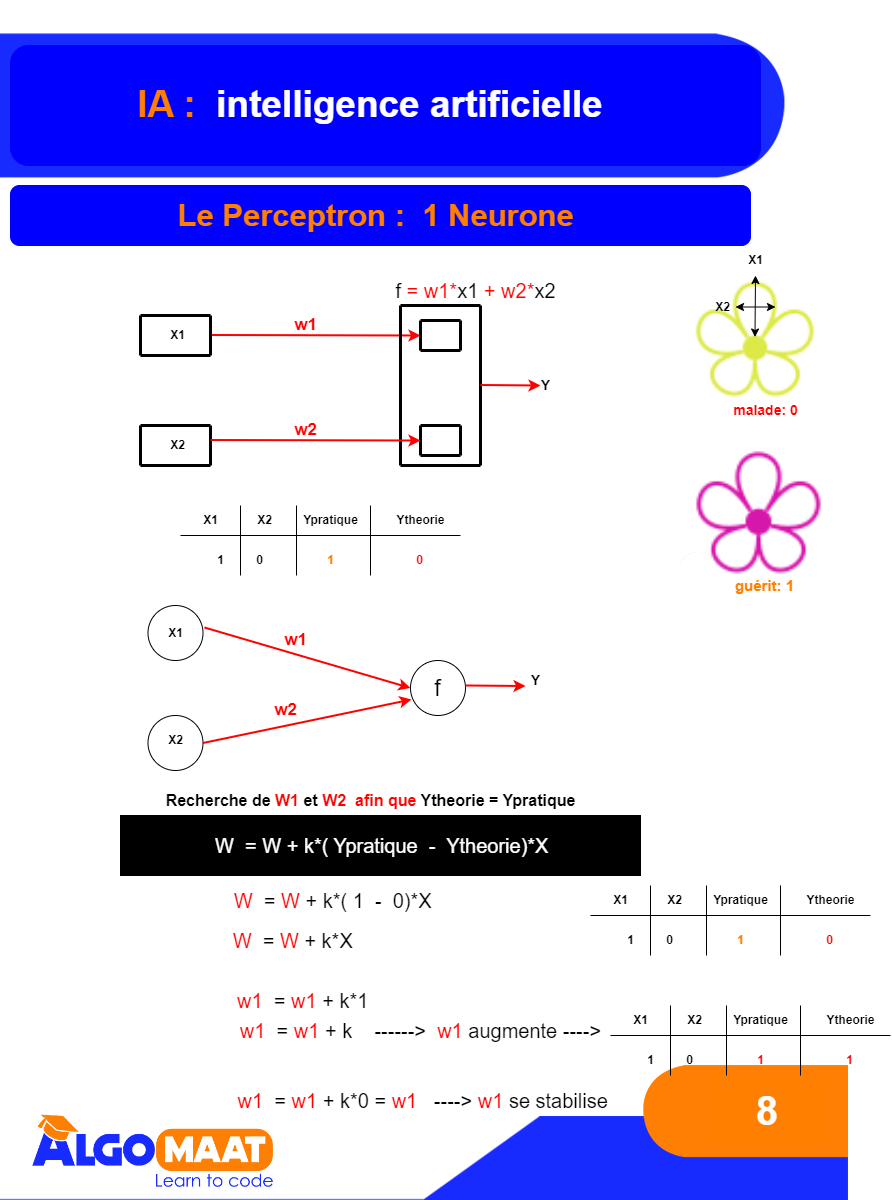 IA : intelligence artificielle
Le Perceptron : 1 Neurone
X1
f = w1*x1 + w2*x2
X2
w1
X1
Y
malade: 0
w2
X2
X1 X2 Ypratique Ytheorie
1 0 1 0
guérit: 1
X1
w1
f
Y
w2
X2
Recherche de W1 et W2 afin que Ytheorie = Ypratique
W = W + k*( Ypratique - Ytheorie)*X
W = W + k*( 1 - 0)*X
X1 X2 Ypratique Ytheorie
W = W + k*X
1 0 1 0
w1 = w1 + k*1
X1 X2 Ypratique Ytheorie
w1 = w1 + k ------> w1 augmente ---->
1 0 1 1
w1 = w1 + k*0 = w1 ----> w1 se stabilise
8
ALGOMAAT
Learn to code